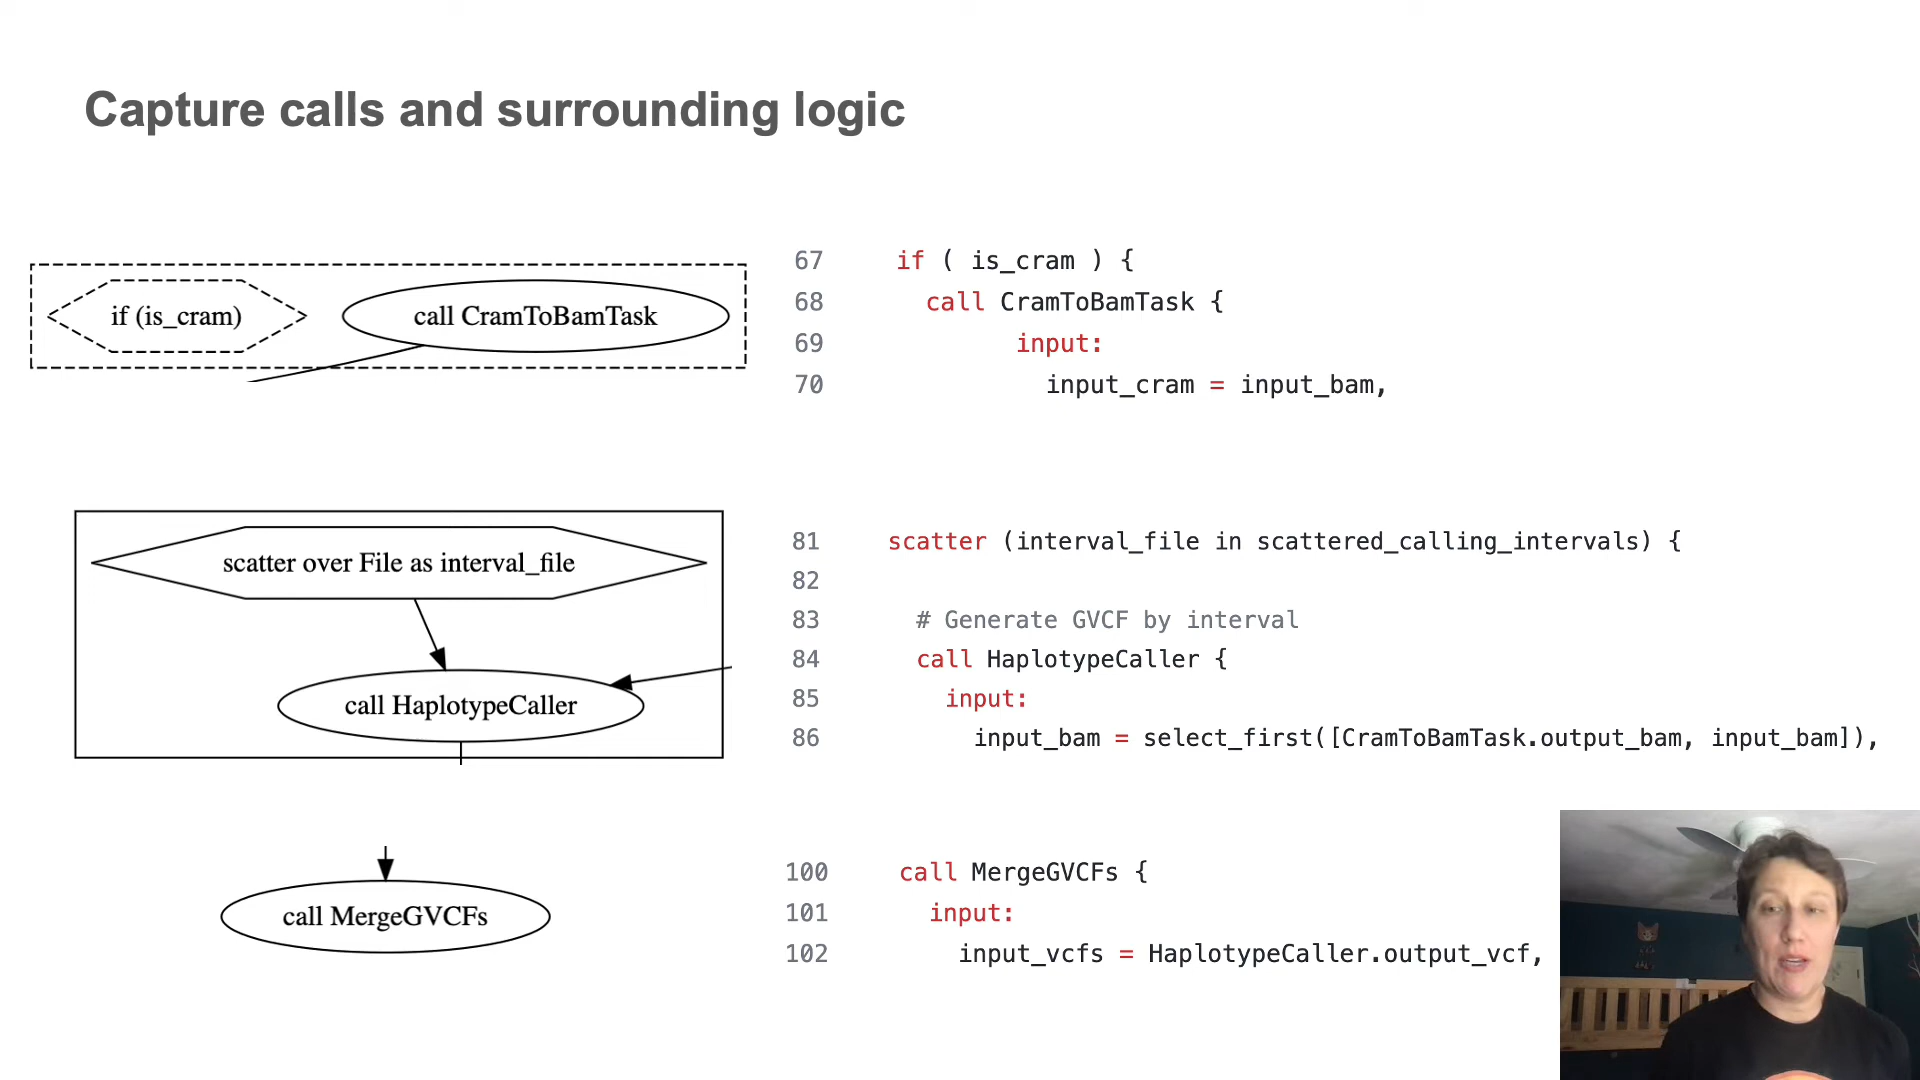 Capture calls and surrounding logic
if (is_cram)
call CramToBamTask
67 if ( is_cram ) {
68 call CramToBamTask {
69 input:
70 input_cram = input_bam,
scatter over File as interval_file
call HaplotypeCaller
81 scatter (interval_file in scattered_calling_intervals) {
82
83 # Generate GVCF by interval
84 call HaplotypeCaller {
85 input:
86 input_bam = select_first([CramToBamTask.output_bam, input_bam]),
call MergeGVCFs
100 call MergeGVCFs {
101 input:
102 input_vcfs = HaplotypeCaller.output_vcf,